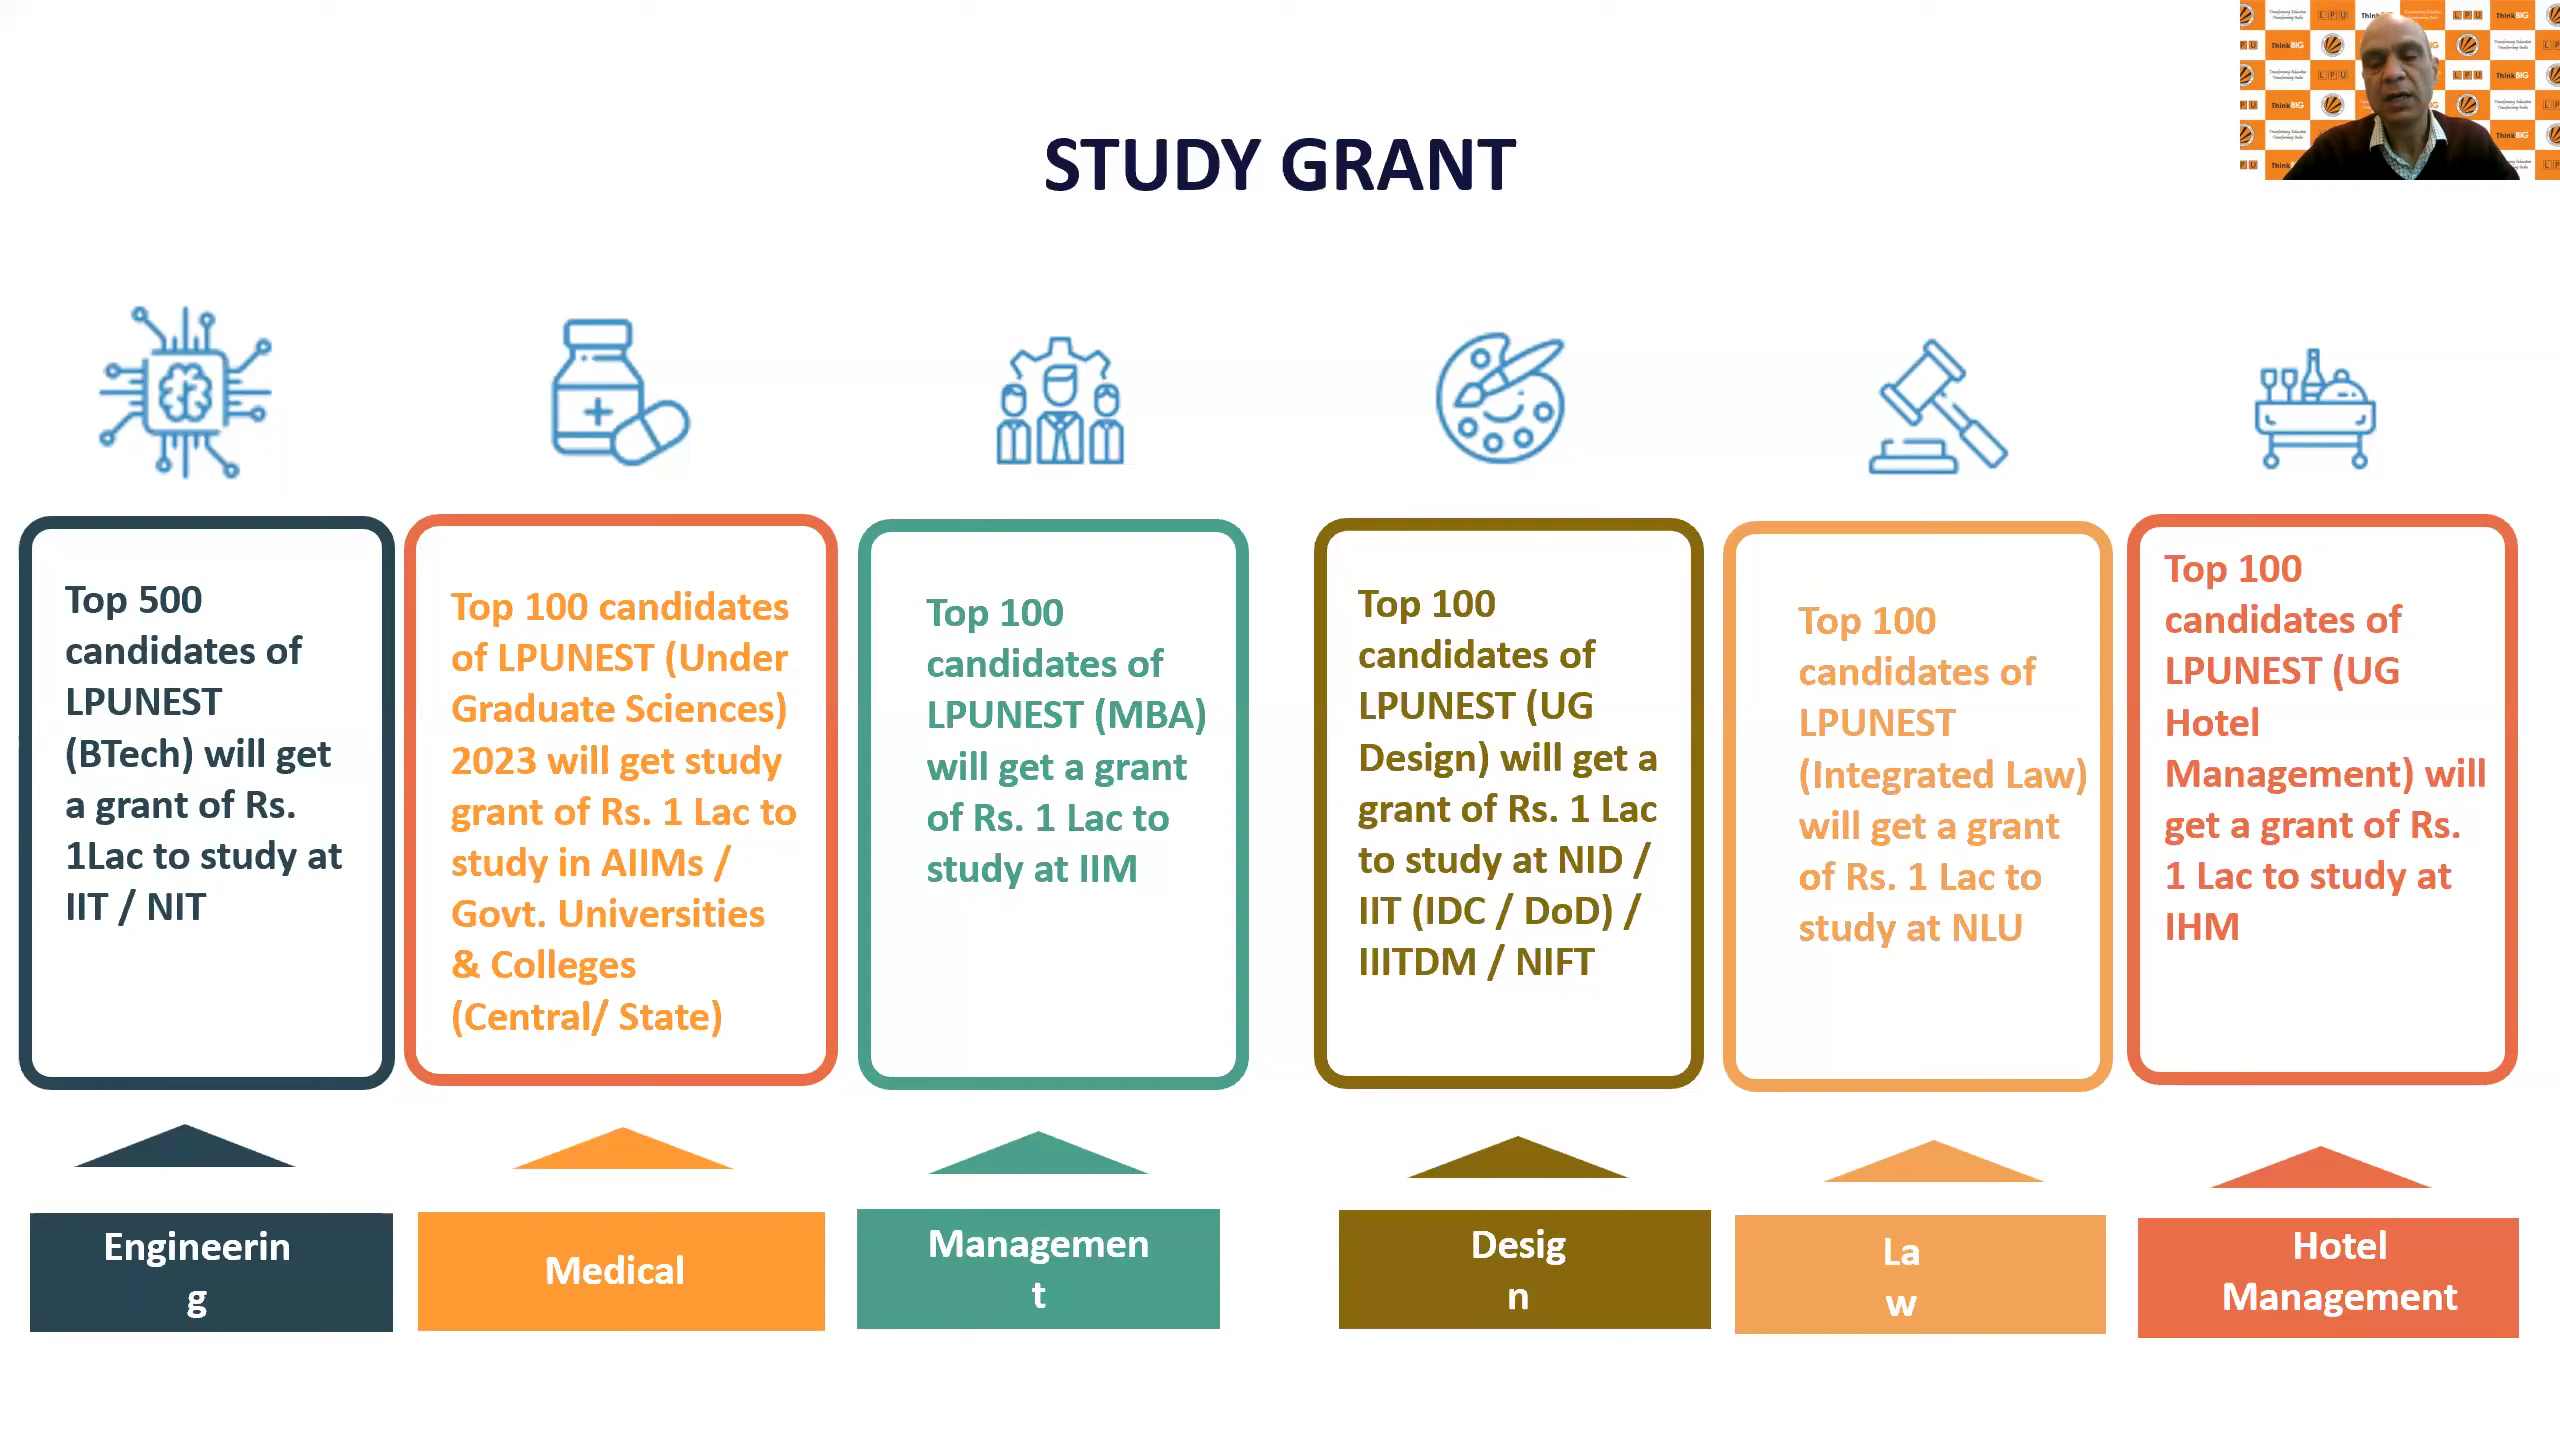 STUDY GRANT
Top 500
candidates of
LPUNEST
(BTech) will get
a grant of Rs.
1Lac to study at
IIT / NIT
Top 100 candidates
of LPUNEST (Under
Graduate Sciences)
2023 will get study
grant of Rs. 1 Lac to
study in AIIMs /
Govt. Universities
& Colleges
(Central/ State)
Top 100
candidates of
LPUNEST (MBA)
will get a grant
of Rs. 1 Lac to
study at IIM
Top 100
candidates of
LPUNEST (UG
Design) will get a
grant of Rs. 1 Lac
to study at NID /
IIT (IDC / DoD) /
IIITDM / NIFT
Top 100
candidates of
LPUNEST
(Integrated Law)
will get a grant
of Rs. 1 Lac to
study at NLU
Top 100
candidates of
LPUNEST (UG
Hotel
Management) will
get a grant of Rs.
1 Lac to study at
IHM
Engineerin
g
Medical
Managemen
t
Desig
n
La
w
Hotel
Management
LPU
ThinkBIG